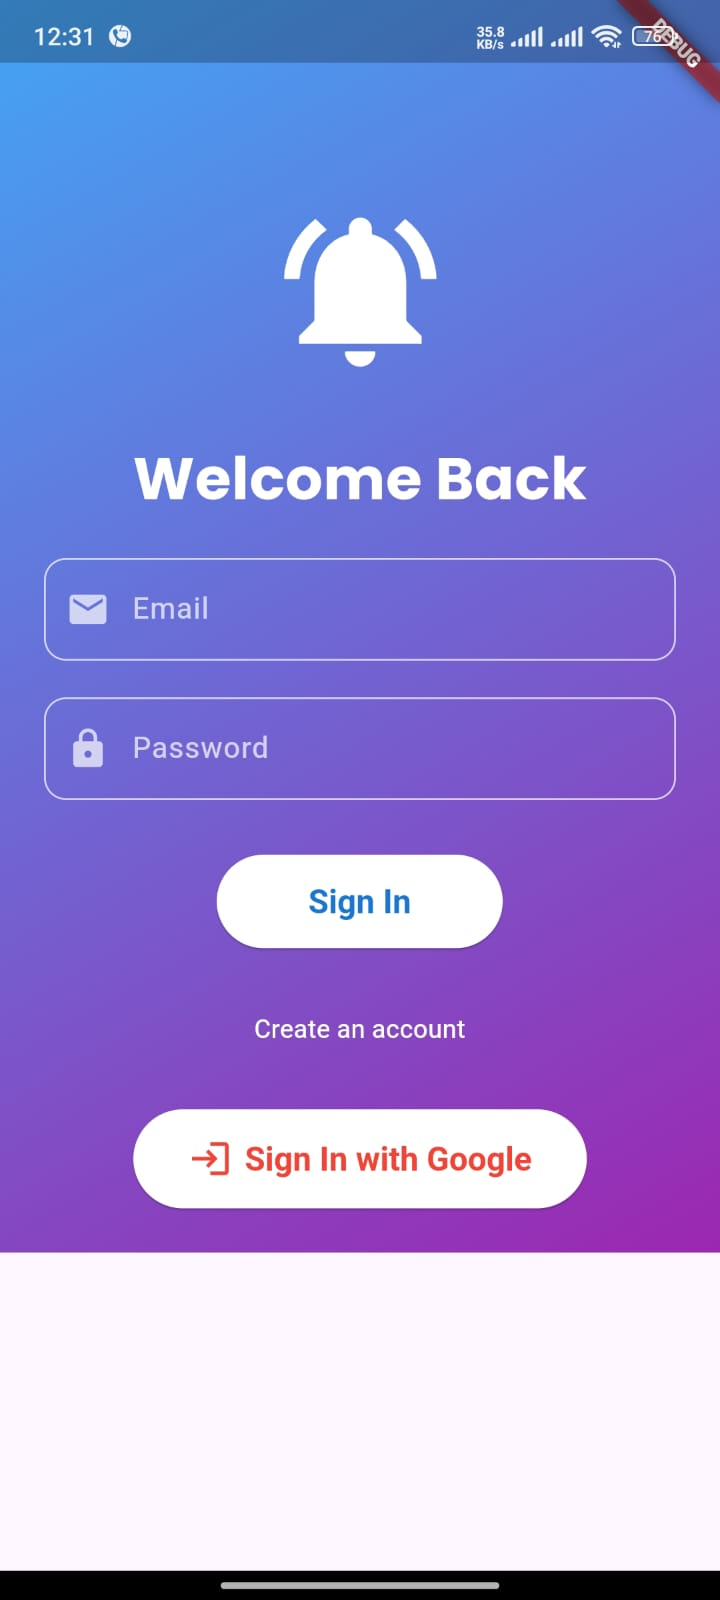 12:31
35.8
KB/s
76
DEBUG
Welcome Back
Email
Password
Sign In
Create an account
Sign In with Google